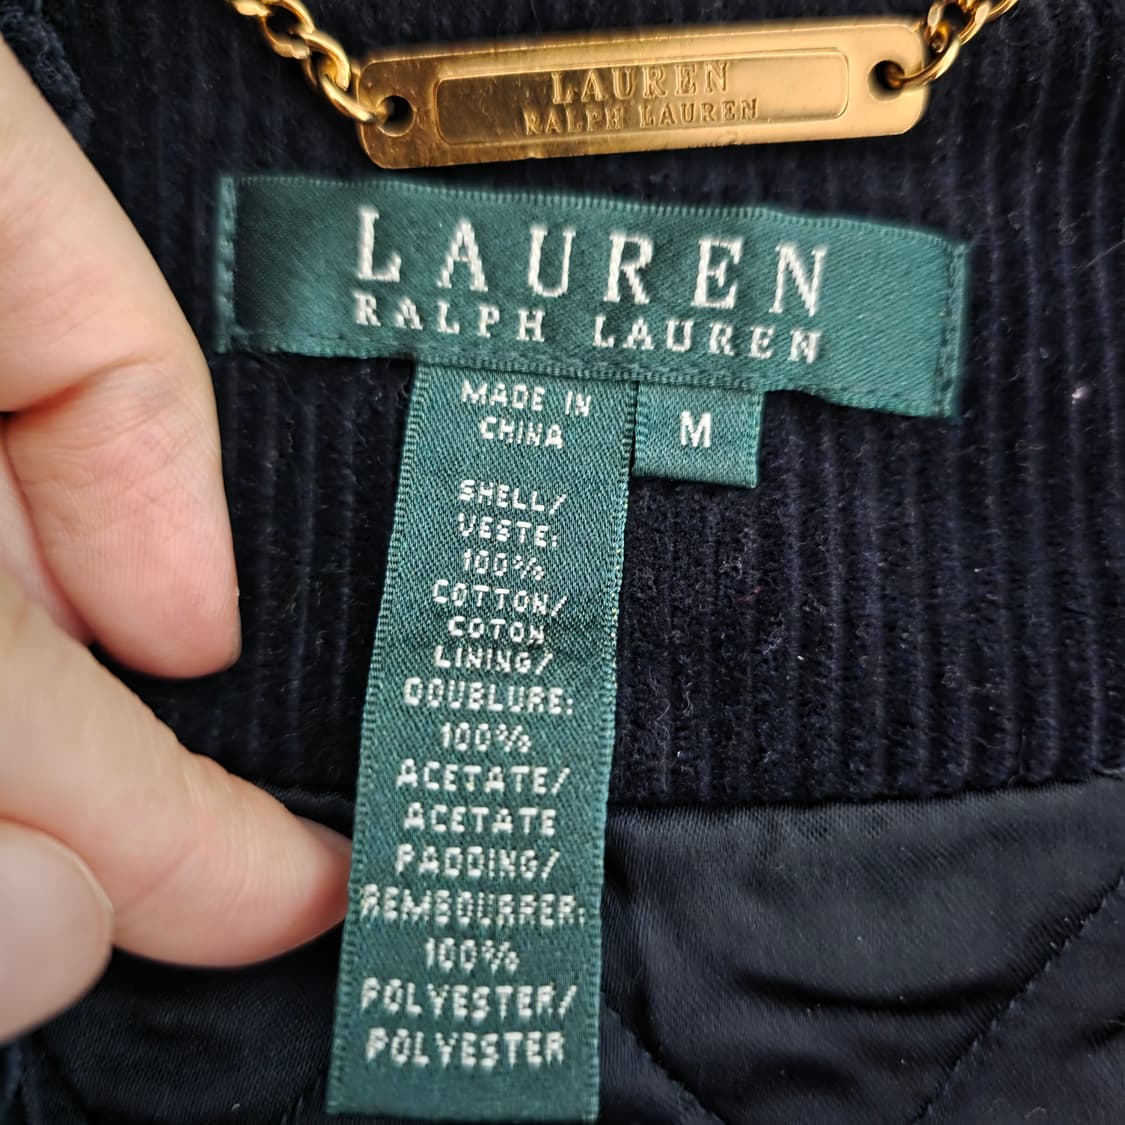 LAUREN
RALPH LAUREN
LAUREN
RALPH LAUREN
MADE IN
CHINA
M
SHELL/
VESTE:
100%
COTTON/
COTON
LINING/
DOUBLURE:
100%
ACETATE/
ACETATE
PADDING/
REMBOURRER:
100%
POLYESTER/
POLYESTER